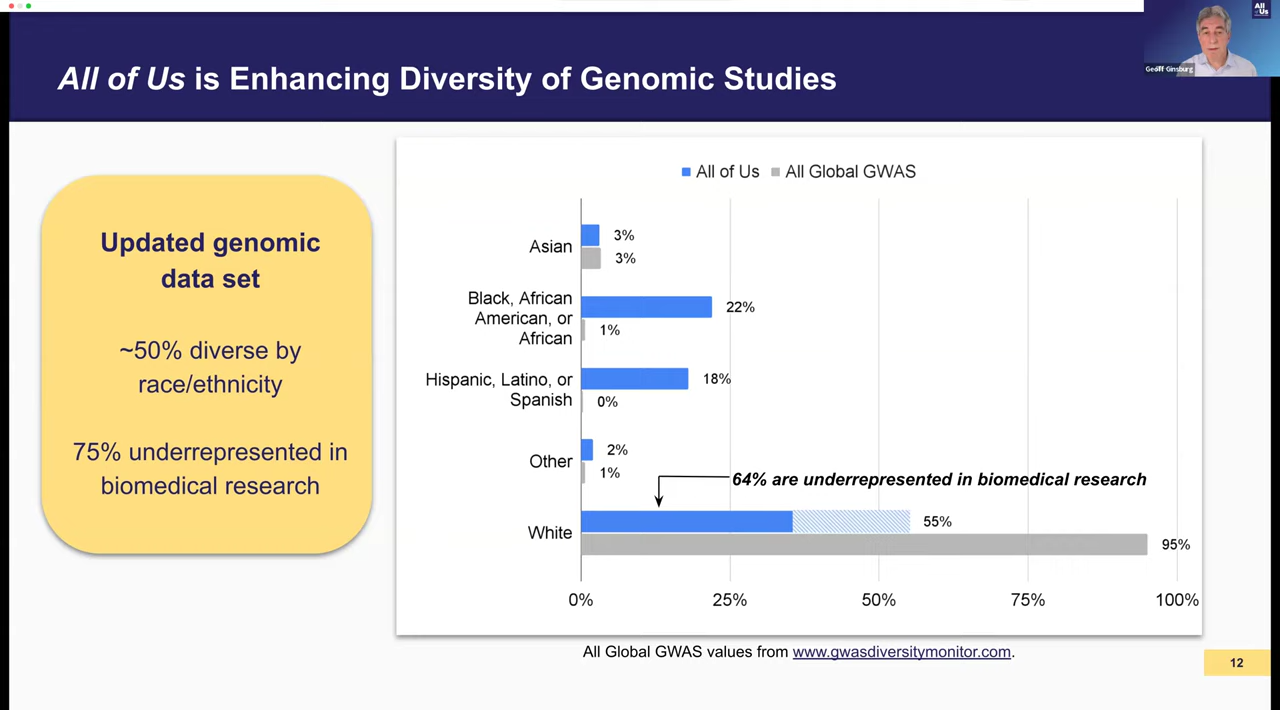 All of Us
Geoff Ginsburg
All of Us is Enhancing Diversity of Genomic Studies
Updated genomic
data set
~50% diverse by
race/ethnicity
75% underrepresented in
biomedical research
All of Us
All Global GWAS
Asian
3%
3%
Black, African
American, or
African
22%
1%
Hispanic, Latino, or
Spanish
18%
0%
Other
2%
1%
64% are underrepresented in biomedical research
White
55%
95%
0%
25%
50%
75%
100%
All Global GWAS values from www.gwasdiversitymonitor.com.
12